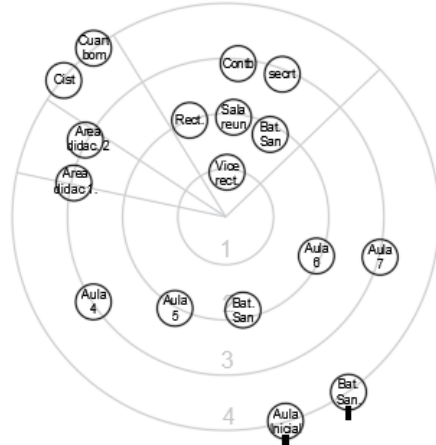 Cuart
born
Cist
Contb
secrt
Area
didac. 2
Rect.
Sala
reun
Bat.
San
Area
didac 1.
Vice
rect.
1
Aula
6
Aula
7
Aula
4
Aula
5
Bat.
San
3
Bat.
San.
4
Aula
Inicial